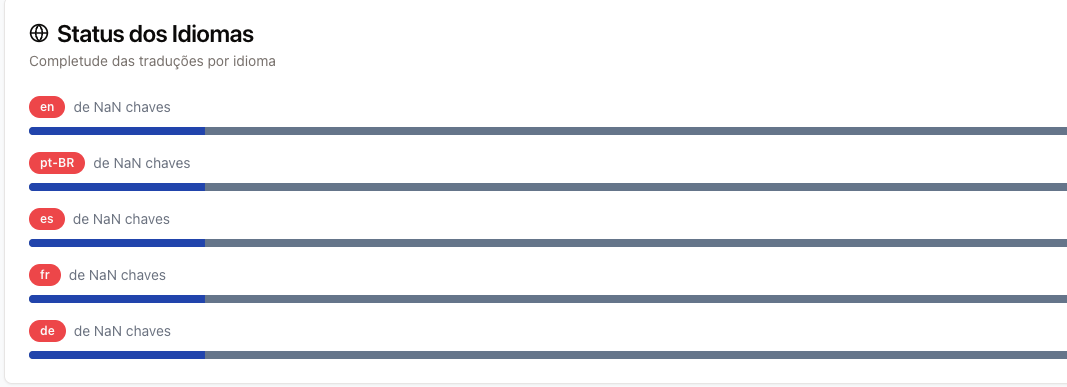 Status dos Idiomas
Completude das traduções por idioma
en de NaN chaves
pt-BR de NaN chaves
es de NaN chaves
fr de NaN chaves
de de NaN chaves